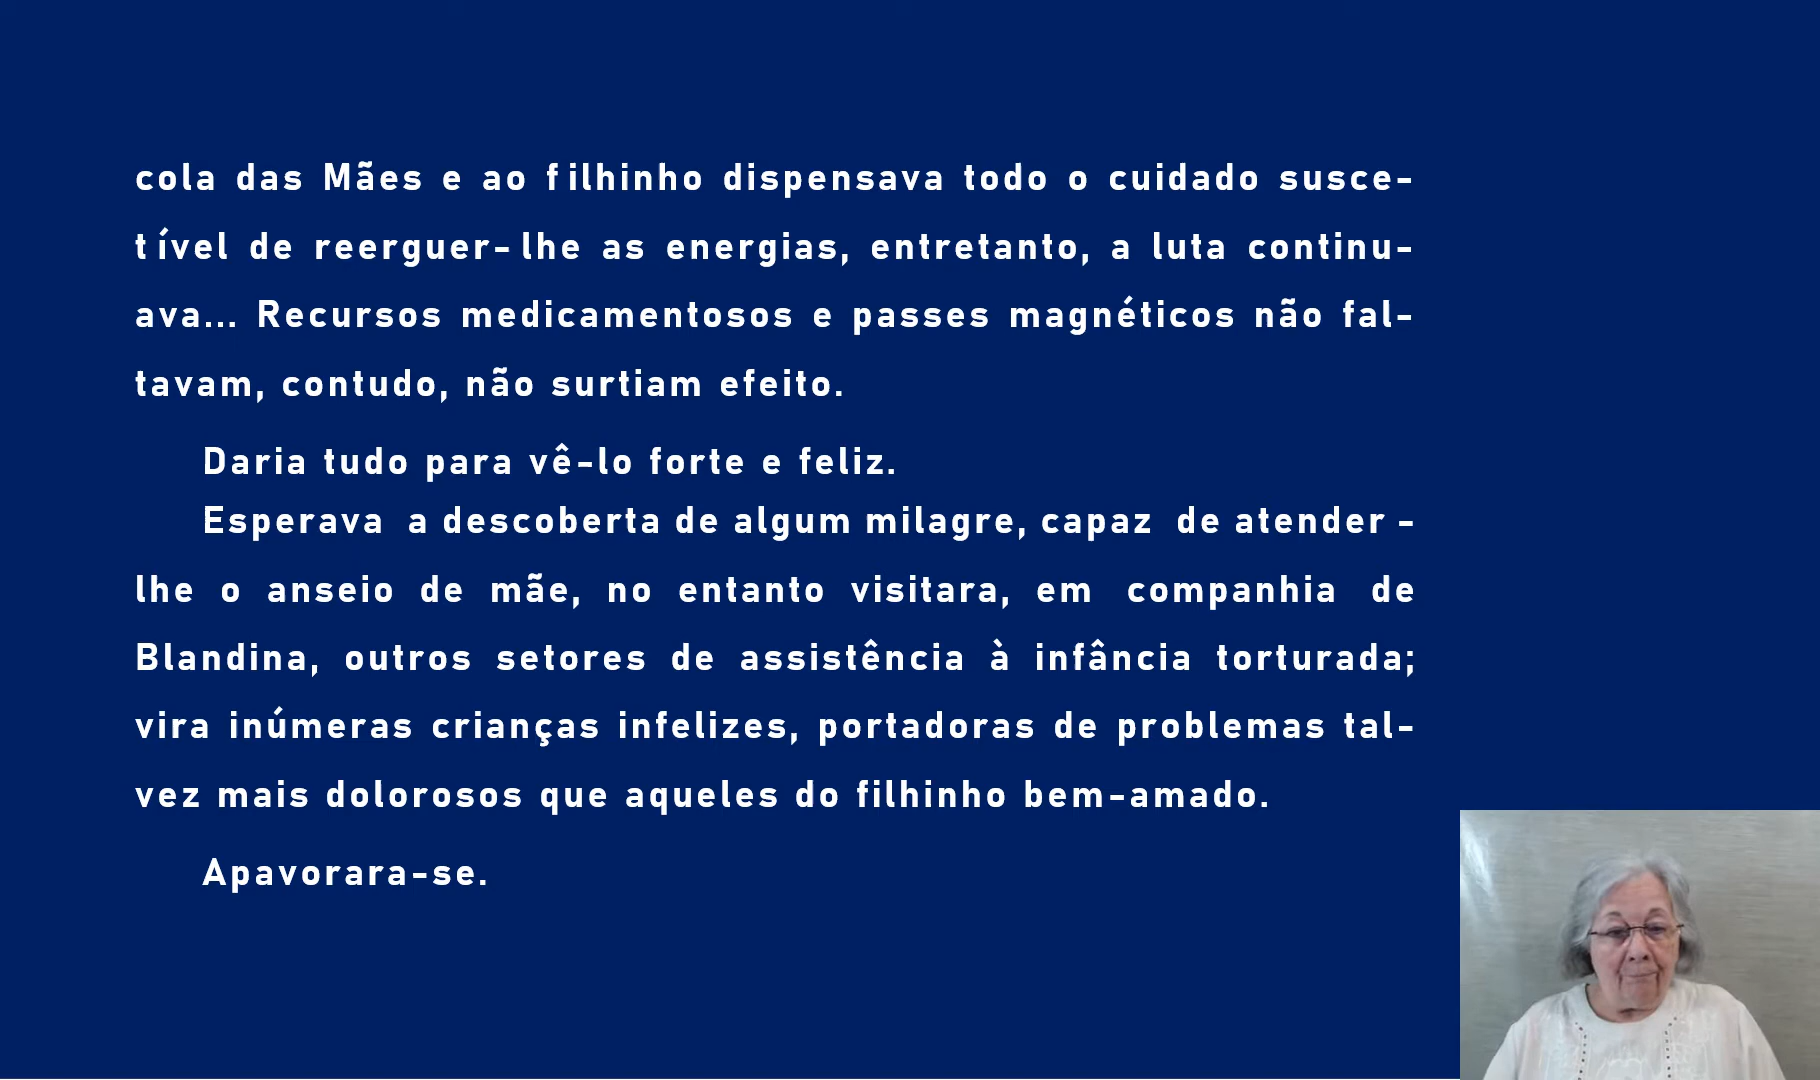 cola das Mães e ao filhinho dispensava todo o cuidado susce-
tível de reerguer-lhe as energias, entretanto, a luta continu-
ava... Recursos medicamentosos e passes magnéticos não fal-
tavam, contudo, não surtiam efeito.
Daria tudo para vê-lo forte e feliz.
Esperava a descoberta de algum milagre, capaz de atender-
lhe o anseio de mãe, no entanto visitara, em companhia de
Blandina, outros setores de assistência à infância torturada;
vira inúmeras crianças infelizes, portadoras de problemas tal-
vez mais dolorosos que aqueles do filhinho bem-amado.
Apavorara-se.